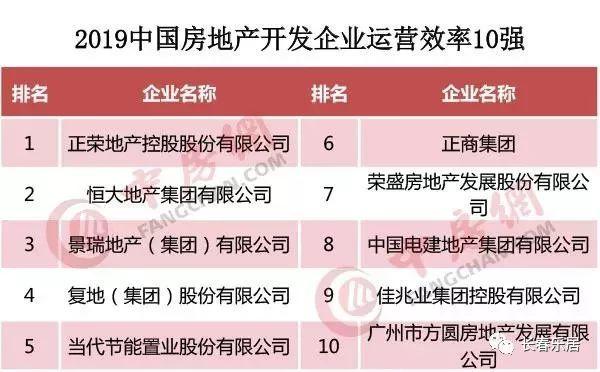 2019中国房地产开发企业运营效率10强
排名 企业名称 排名 企业名称
1 正荣地产控股股份有限公司 6 正商集团
2 恒大地产集团有限公司 7 荣盛房地产发展股份有限公
司
3 景瑞地产（集团）有限公司 8 中国电建地产集团有限公司
4 复地（集团）股份有限公司 9 佳兆业集团控股有限公司
5 当代节能置业股份有限公司 10 广州市方圆房地产发展有限
公司
中房網
FANGCHAN.COM
中房網
FANGCHAN.COM
长春乐居